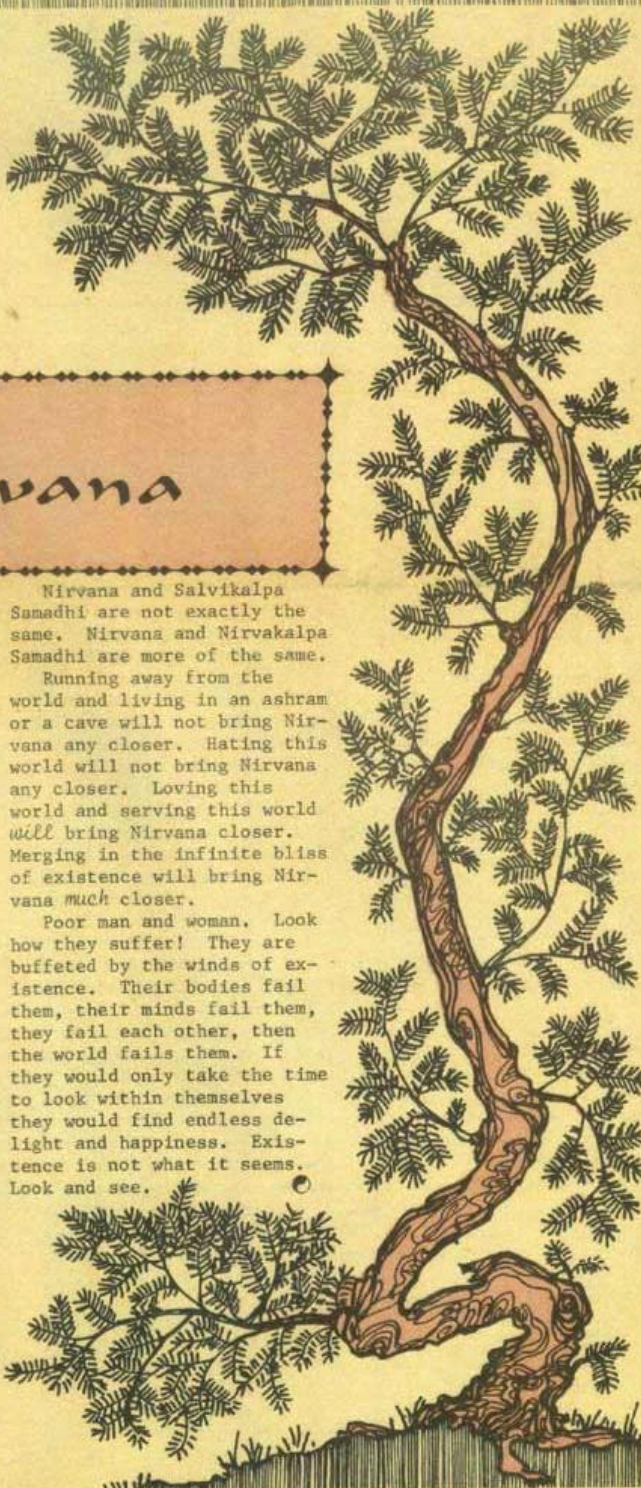 vana
Nirvana and Salvikalpa
Samadhi are not exactly the
same. Nirvana and Nirvakalpa
Samadhi are more of the same.
Running away from the
world and living in an ashram
or a cave will not bring Nir-
vana any closer. Hating this
world will not bring Nirvana
any closer. Loving this
world and serving this world
will bring Nirvana closer.
Merging in the infinite bliss
of existence will bring Nir-
vana much closer.
Poor man and woman. Look
how they suffer! They are
buffeted by the winds of ex-
istence. Their bodies fail
them, their minds fail them,
they fail each other, then
the world fails them. If
they would only take the time
to look within themselves
they would find endless de-
light and happiness. Exis-
tence is not what it seems.
Look and see.